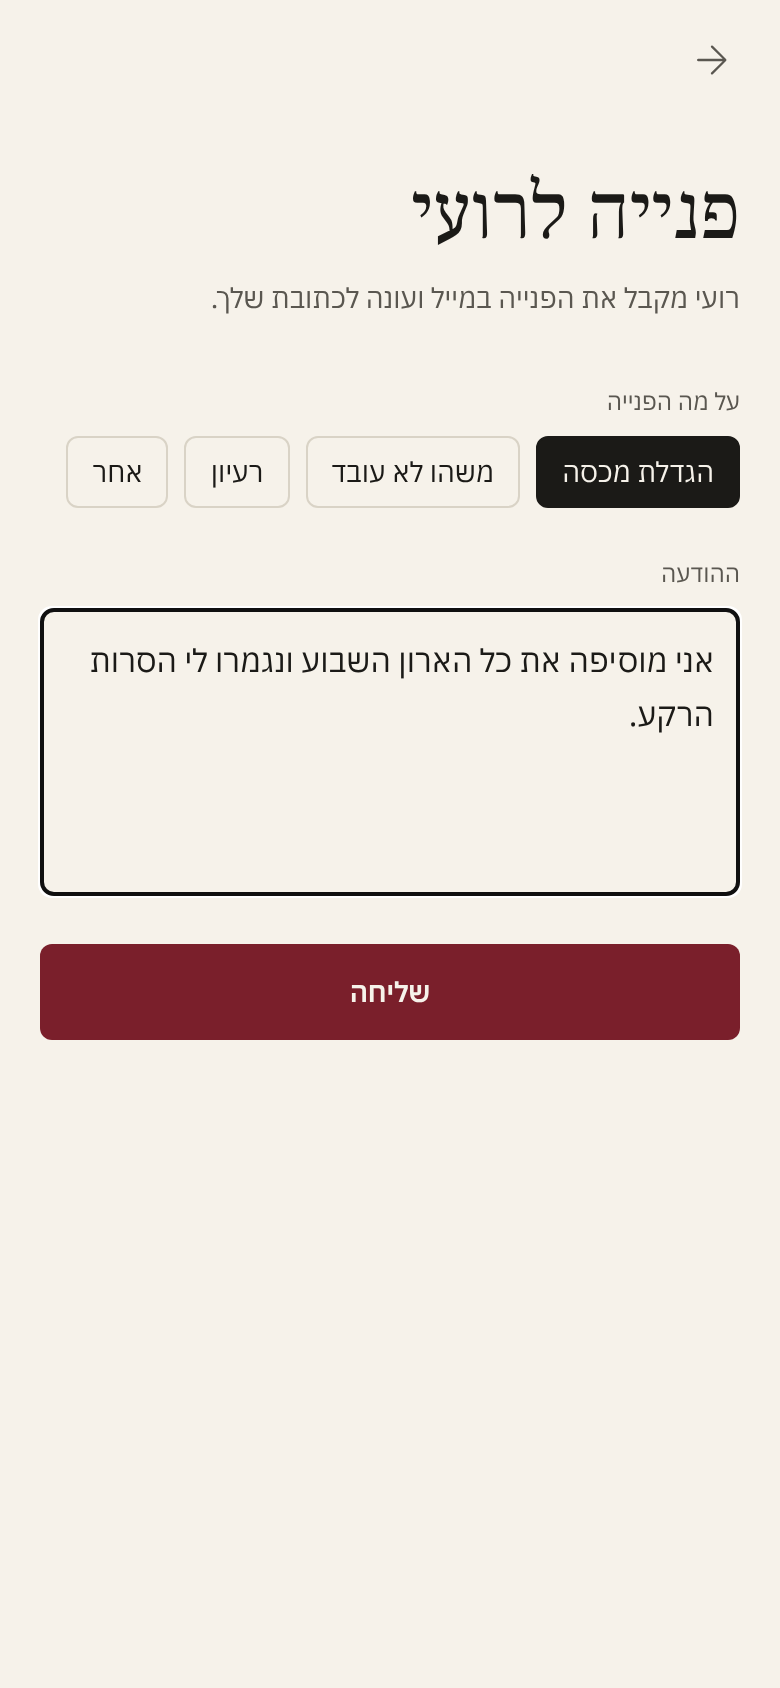 פנייה לרועי
רועי מקבל את הפנייה במייל ועונה לכתובת שלך.
על מה הפנייה
הגדלת מכסה
משהו לא עובד
רעיון
אחר
ההודעה
אני מוסיפה את כל הארון השבוע ונגמרו לי הסרות
הרקע.
שליחה